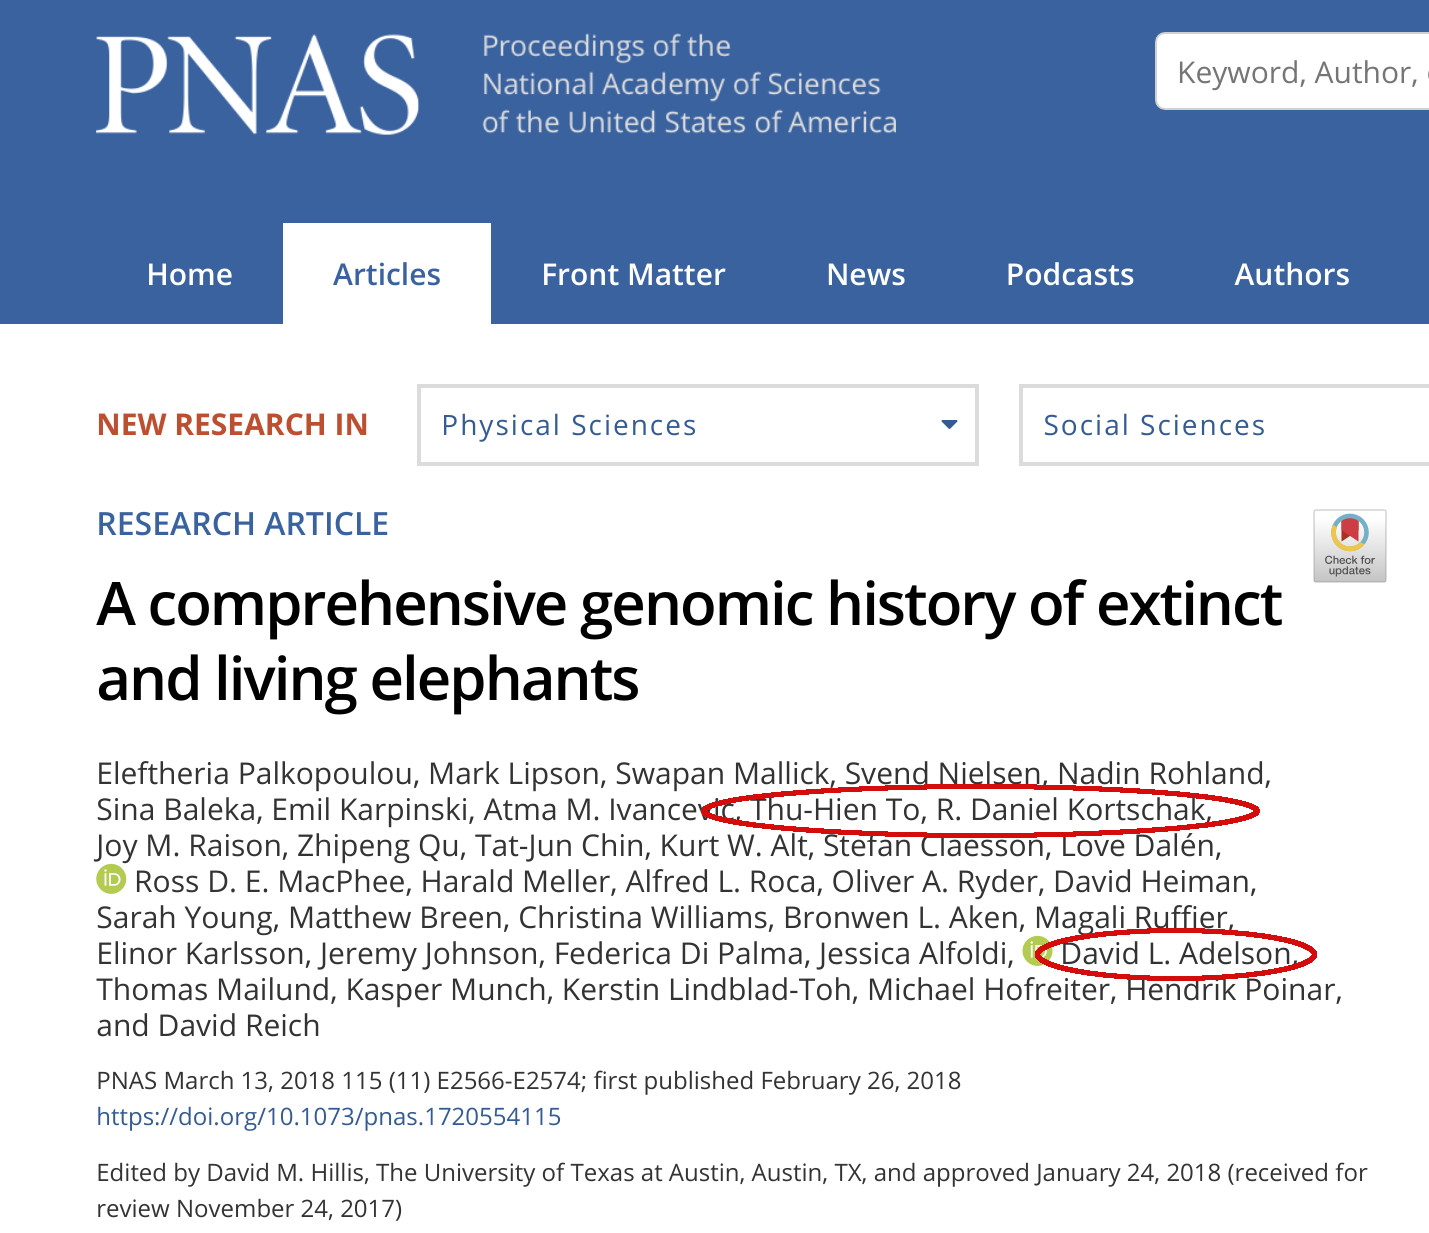 PNAS
Proceedings of the
National Academy of Sciences
of the United States of America
Keyword, Author,
Home
Articles
Front Matter
News
Podcasts
Authors
NEW RESEARCH IN
Physical Sciences
Social Sciences
RESEARCH ARTICLE
Check for
updates
A comprehensive genomic history of extinct
and living elephants
Eleftheria Palkopoulou, Mark Lipson, Swapan Mallick, Svend Nielsen, Nadin Rohland,
Sina Baleka, Emil Karpinski, Atma M. Ivancevic, Thu-Hien To, R. Daniel Kortschak,
Joy M. Raison, Zhipeng Qu, Tat-Jun Chin, Kurt W. Alt, Stefan Claesson, Love Dalén,
iD Ross D. E. MacPhee, Harald Meller, Alfred L. Roca, Oliver A. Ryder, David Heiman,
Sarah Young, Matthew Breen, Christina Williams, Bronwen L. Aken, Magali Ruffier,
Elinor Karlsson, Jeremy Johnson, Federica Di Palma, Jessica Alfoldi, iD David L. Adelson,
Thomas Mailund, Kasper Munch, Kerstin Lindblad-Toh, Michael Hofreiter, Hendrik Poinar,
and David Reich
PNAS March 13, 2018 115 (11) E2566-E2574; first published February 26, 2018
https://doi.org/10.1073/pnas.1720554115
Edited by David M. Hillis, The University of Texas at Austin, Austin, TX, and approved January 24, 2018 (received for
review November 24, 2017)